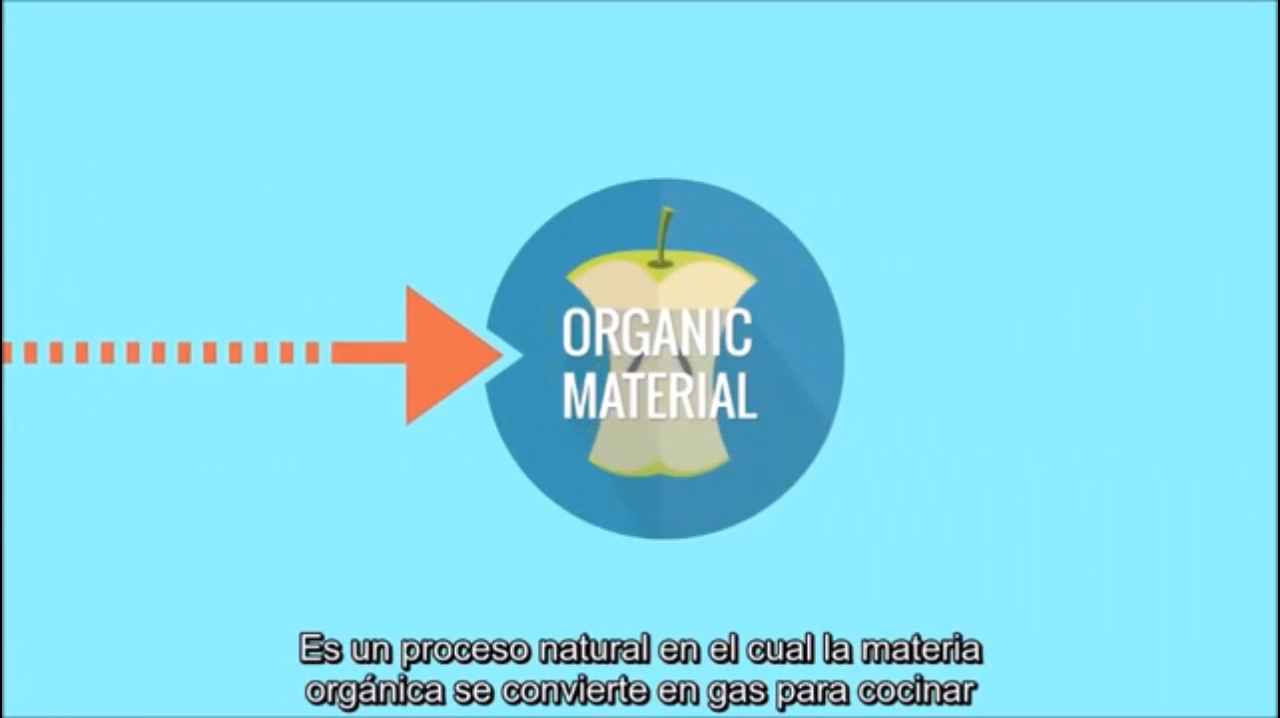 ORGANIC
MATERIAL
Es un proceso natural en el cual la materia
orgánica se convierte en gas para cocinar